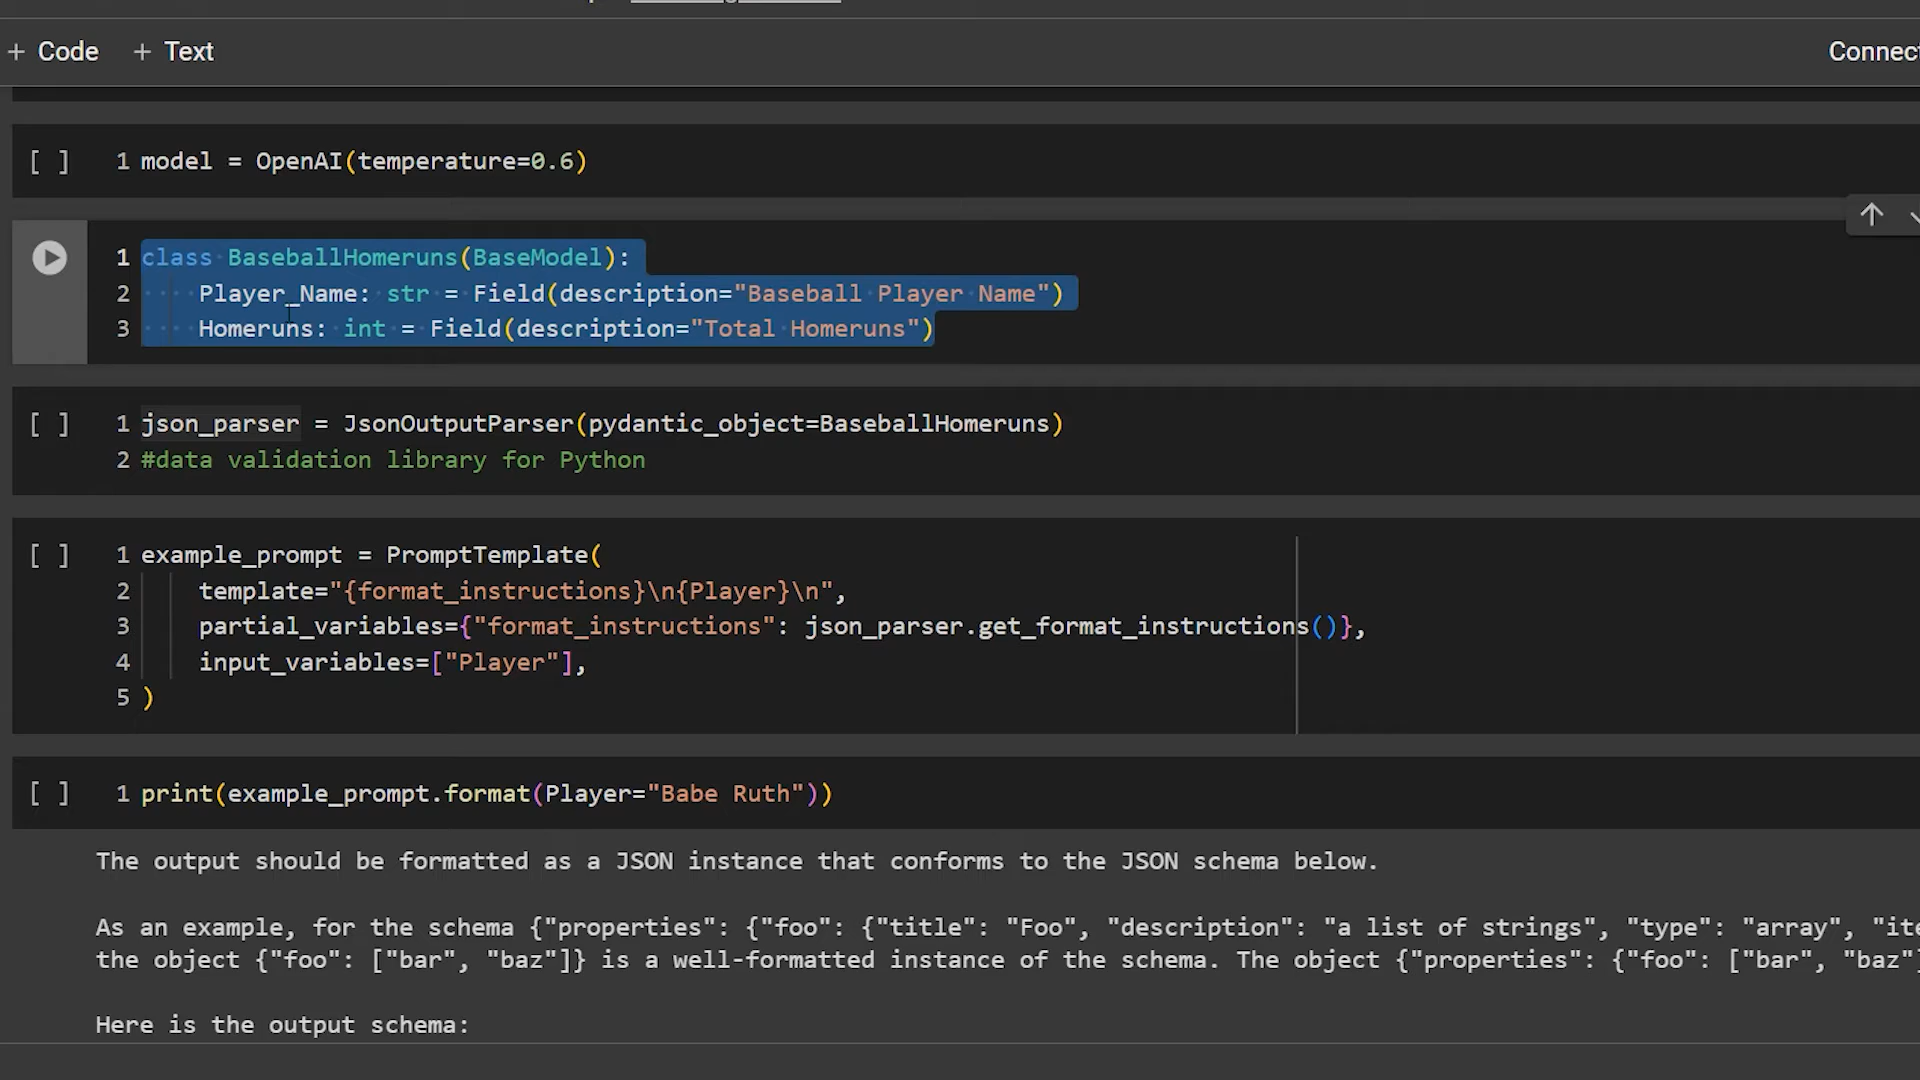 + Code + Text Connect
[ ] 1 model = OpenAI(temperature=0.6)
1 class BaseballHomeruns(BaseModel):
2 Player_Name: str = Field(description="Baseball Player Name")
3 Homeruns: int = Field(description="Total Homeruns")
[ ] 1 json_parser = JsonOutputParser(pydantic_object=BaseballHomeruns)
2 #data validation library for Python
[ ] 1 example_prompt = PromptTemplate(
2 template="{format_instructions}\n{Player}\n",
3 partial_variables={"format_instructions": json_parser.get_format_instructions()},
4 input_variables=["Player"],
5 )
[ ] 1 print(example_prompt.format(Player="Babe Ruth"))
The output should be formatted as a JSON instance that conforms to the JSON schema below.
As an example, for the schema {"properties": {"foo": {"title": "Foo", "description": "a list of strings", "type": "array", "ite
the object {"foo": ["bar", "baz"]} is a well-formatted instance of the schema. The object {"properties": {"foo": ["bar", "baz"]
Here is the output schema: